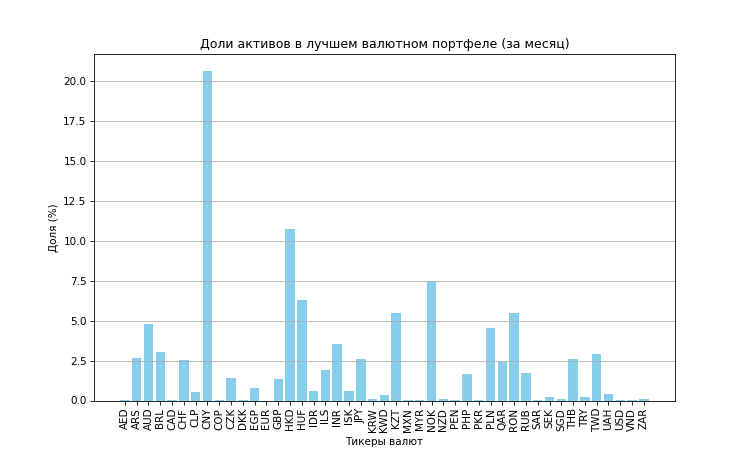 Доли активов в лучшем валютном портфеле (за месяц)
Доля (%)
20.0
17.5
15.0
12.5
10.0
7.5
5.0
2.5
0.0
AED ARS AUD BRL CAD CHF CLP CNY COP CZK DKK EGP EUR GBP HKD HUF IDR ILS INR ISK JPY KRW KWD KZT MXN MYR NOK NZD PEN PHP PKR PLN QAR RON RUB SAR SEK SGD THB TRY TWD UAH USD VND ZAR
Тикеры валют